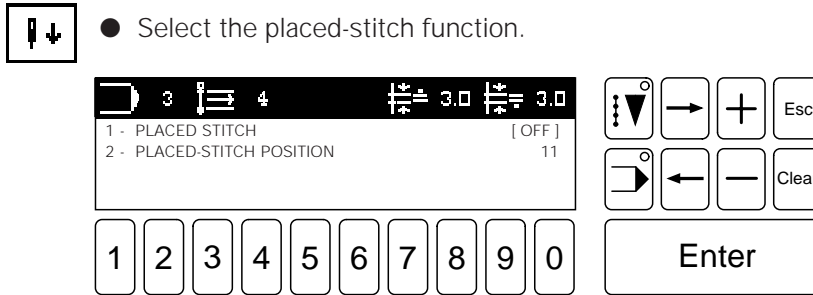 ● Select the placed-stitch function.
3 4 3.0 3.0
1 - PLACED STITCH [ OFF ]
2 - PLACED-STITCH POSITION 11
Esc
Clea
1 2 3 4 5 6 7 8 9 0 Enter